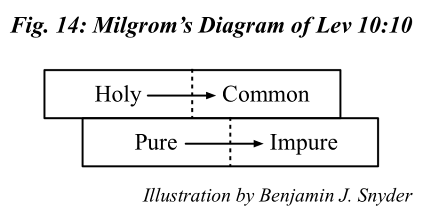 Fig. 14: Milgrom's Diagram of Lev 10:10
Holy Common
Pure Impure
Illustration by Benjamin J. Snyder